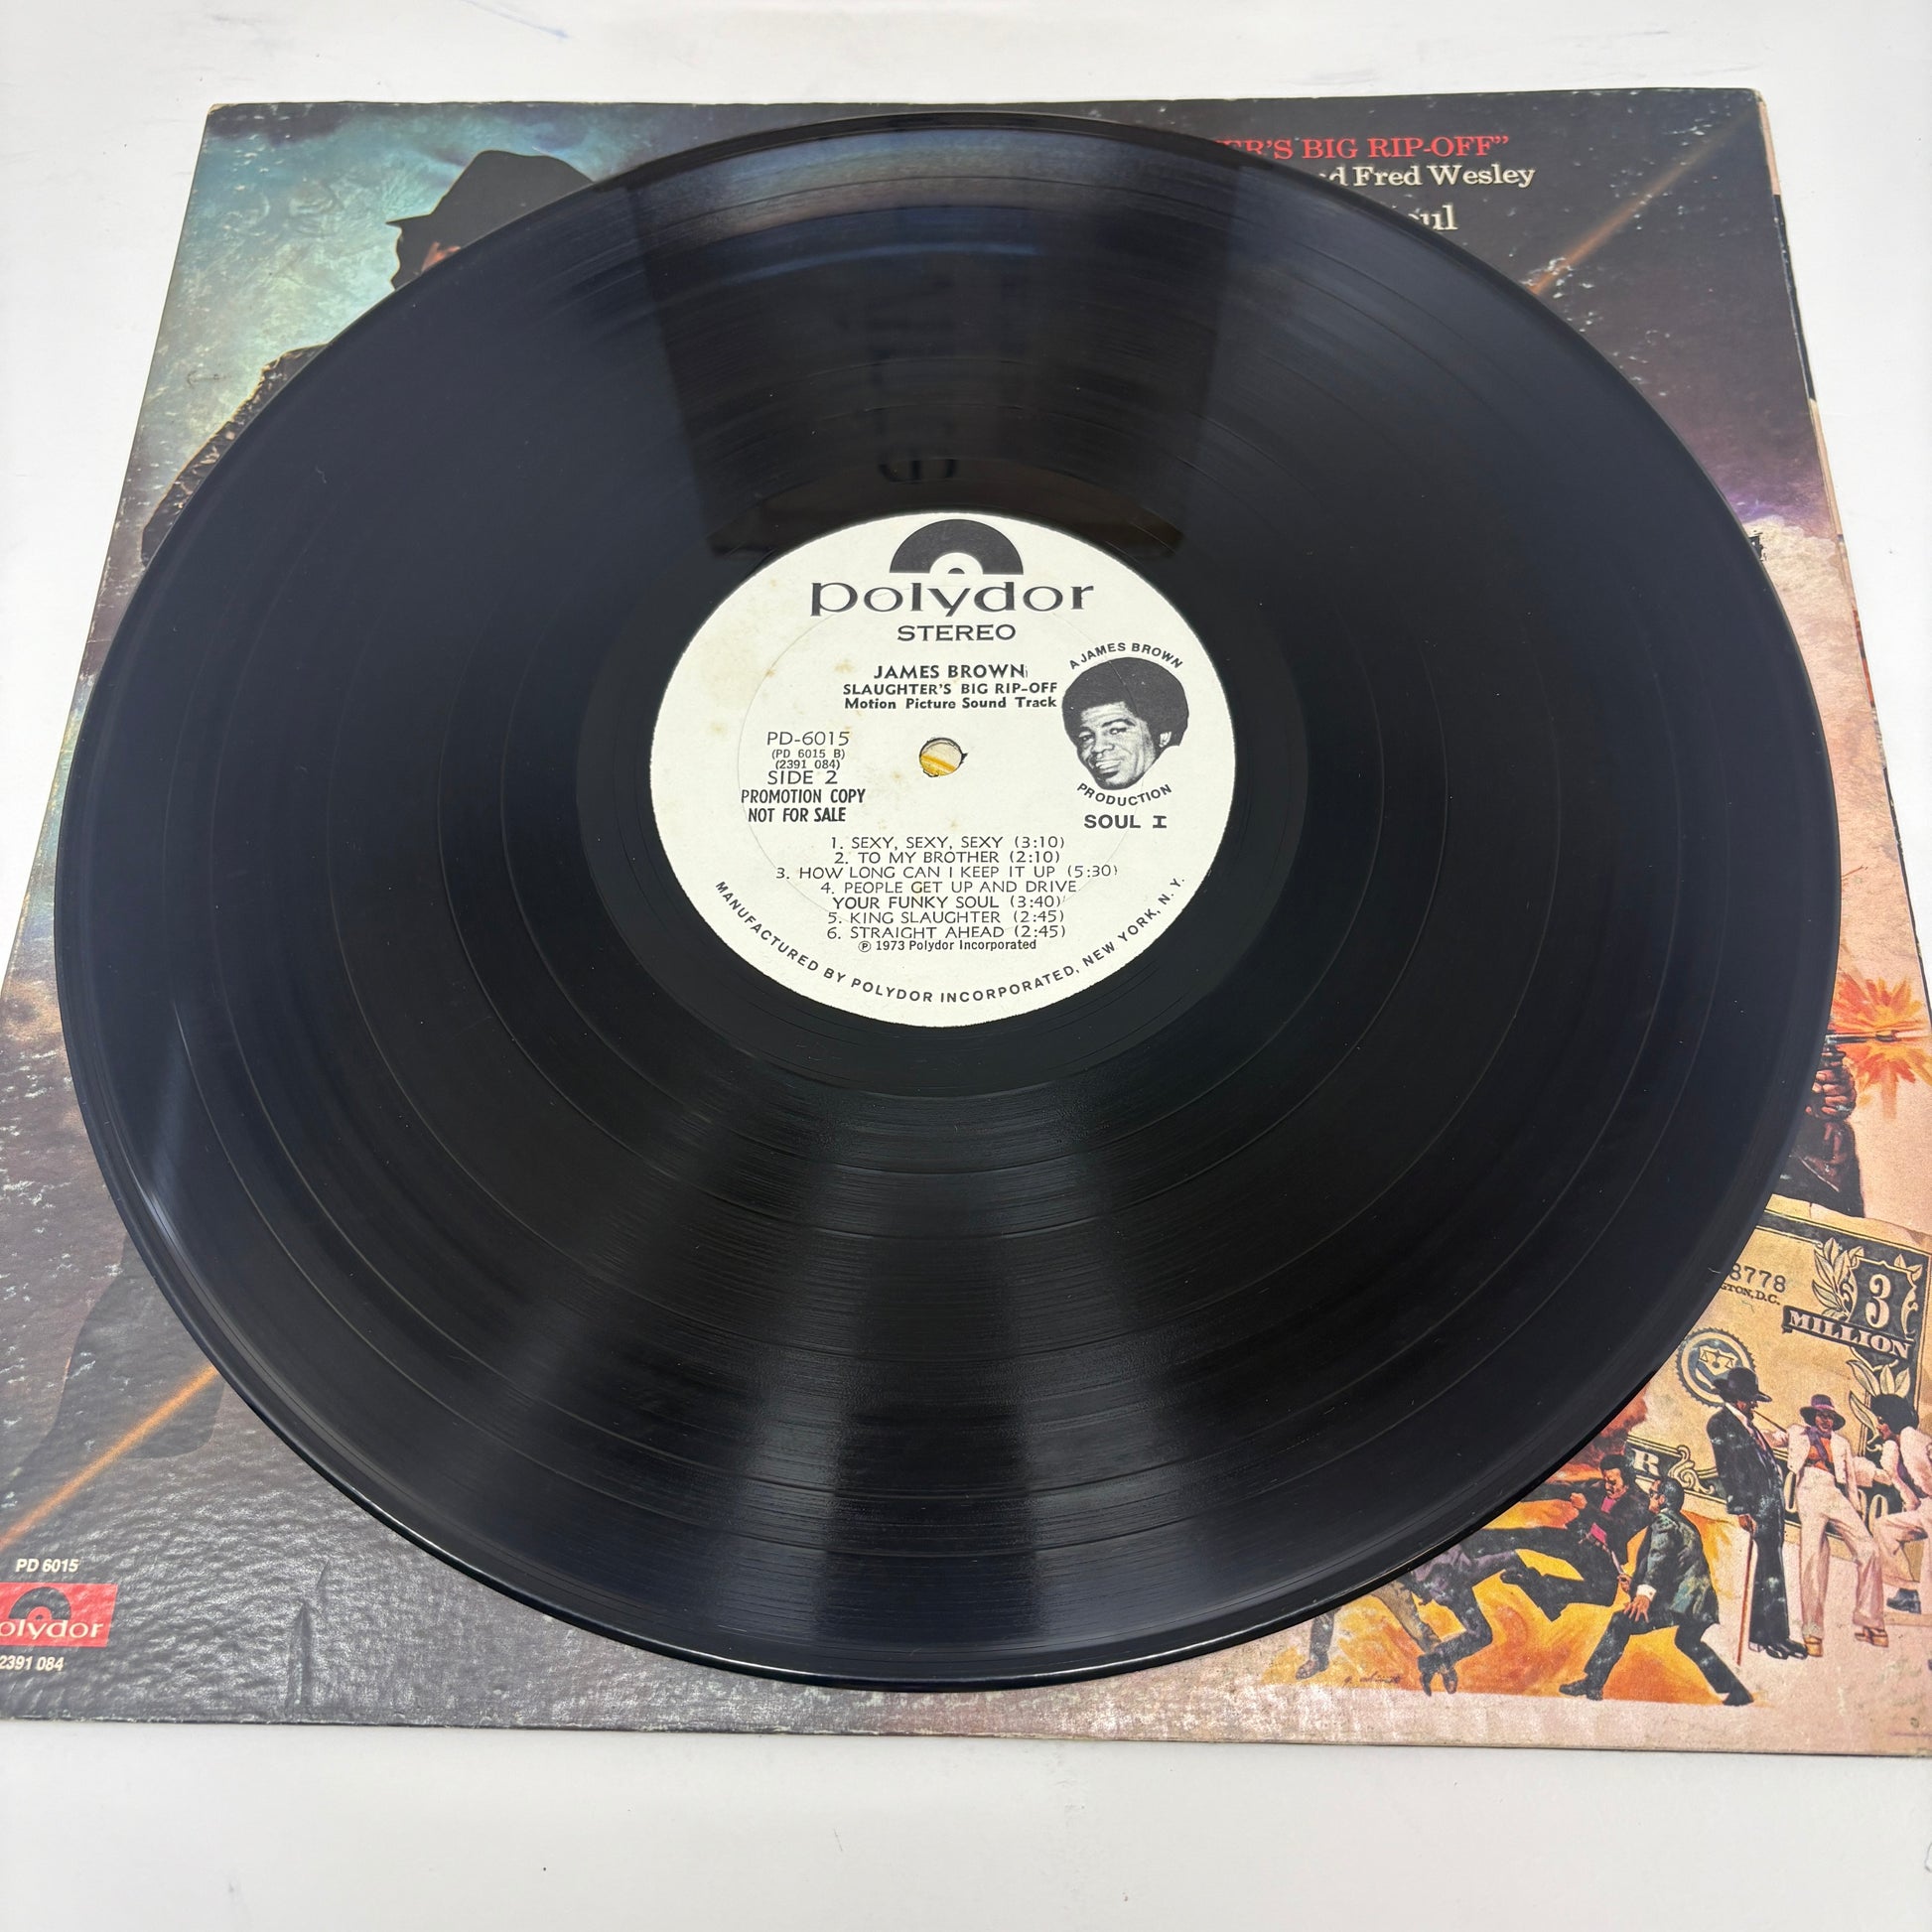 ER'S BIG RIP-OFF”
Fred Wesley
polydor
STEREO
JAMES BROWN
SLAUGHTER'S BIG RIP-OFF
Motion Picture Sound Track
A JAMES BROWN
PRODUCTION
SOUL I
PD-6015
(PD 6015 B)
(2391 084)
SIDE 2
PROMOTION COPY
NOT FOR SALE
1. SEXY, SEXY, SEXY (3:10)
2. TO MY BROTHER (2:10)
3. HOW LONG CAN I KEEP IT UP (5:30)
4. PEOPLE GET UP AND DRIVE
YOUR FUNKY SOUL (3:40)
5. KING SLAUGHTER (2:45)
6. STRAIGHT AHEAD (2:45)
℗ 1973 Polydor Incorporated
MANUFACTURED BY POLYDOR INCORPORATED, NEW YORK, N. Y.
8778
TON, D.C.
3
MILLION
R
PD 6015
olydor
2391 084